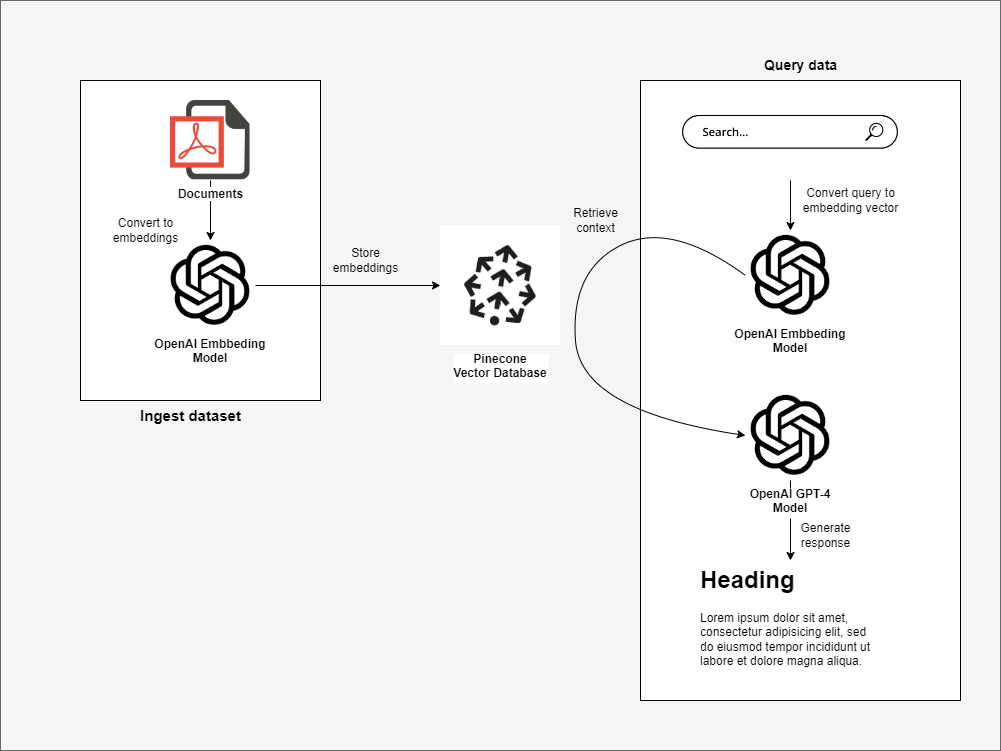 Query data
Search...
Documents
Convert to
embeddings
OpenAI Embbeding
Model
Ingest dataset
Store
embeddings
Pinecone
Vector Database
Retrieve
context
Convert query to
embedding vector
OpenAI Embbeding
Model
OpenAI GPT-4
Model
Generate
response
Heading
Lorem ipsum dolor sit amet,
consectetur adipisicing elit, sed
do eiusmod tempor incididunt ut
labore et dolore magna aliqua.